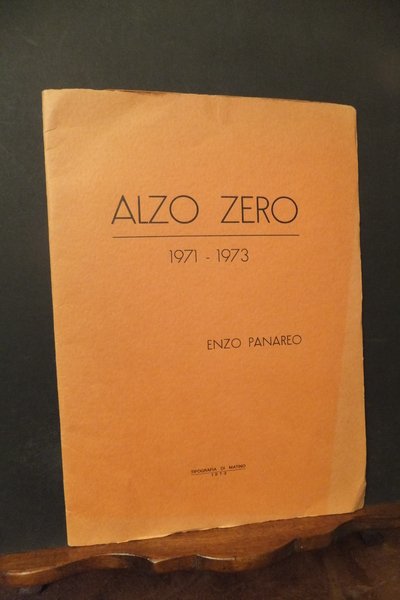 ALZO ZERO
1971 - 1973
ENZO PANAREO
TIPOGRAFIA DI MATINO
1973